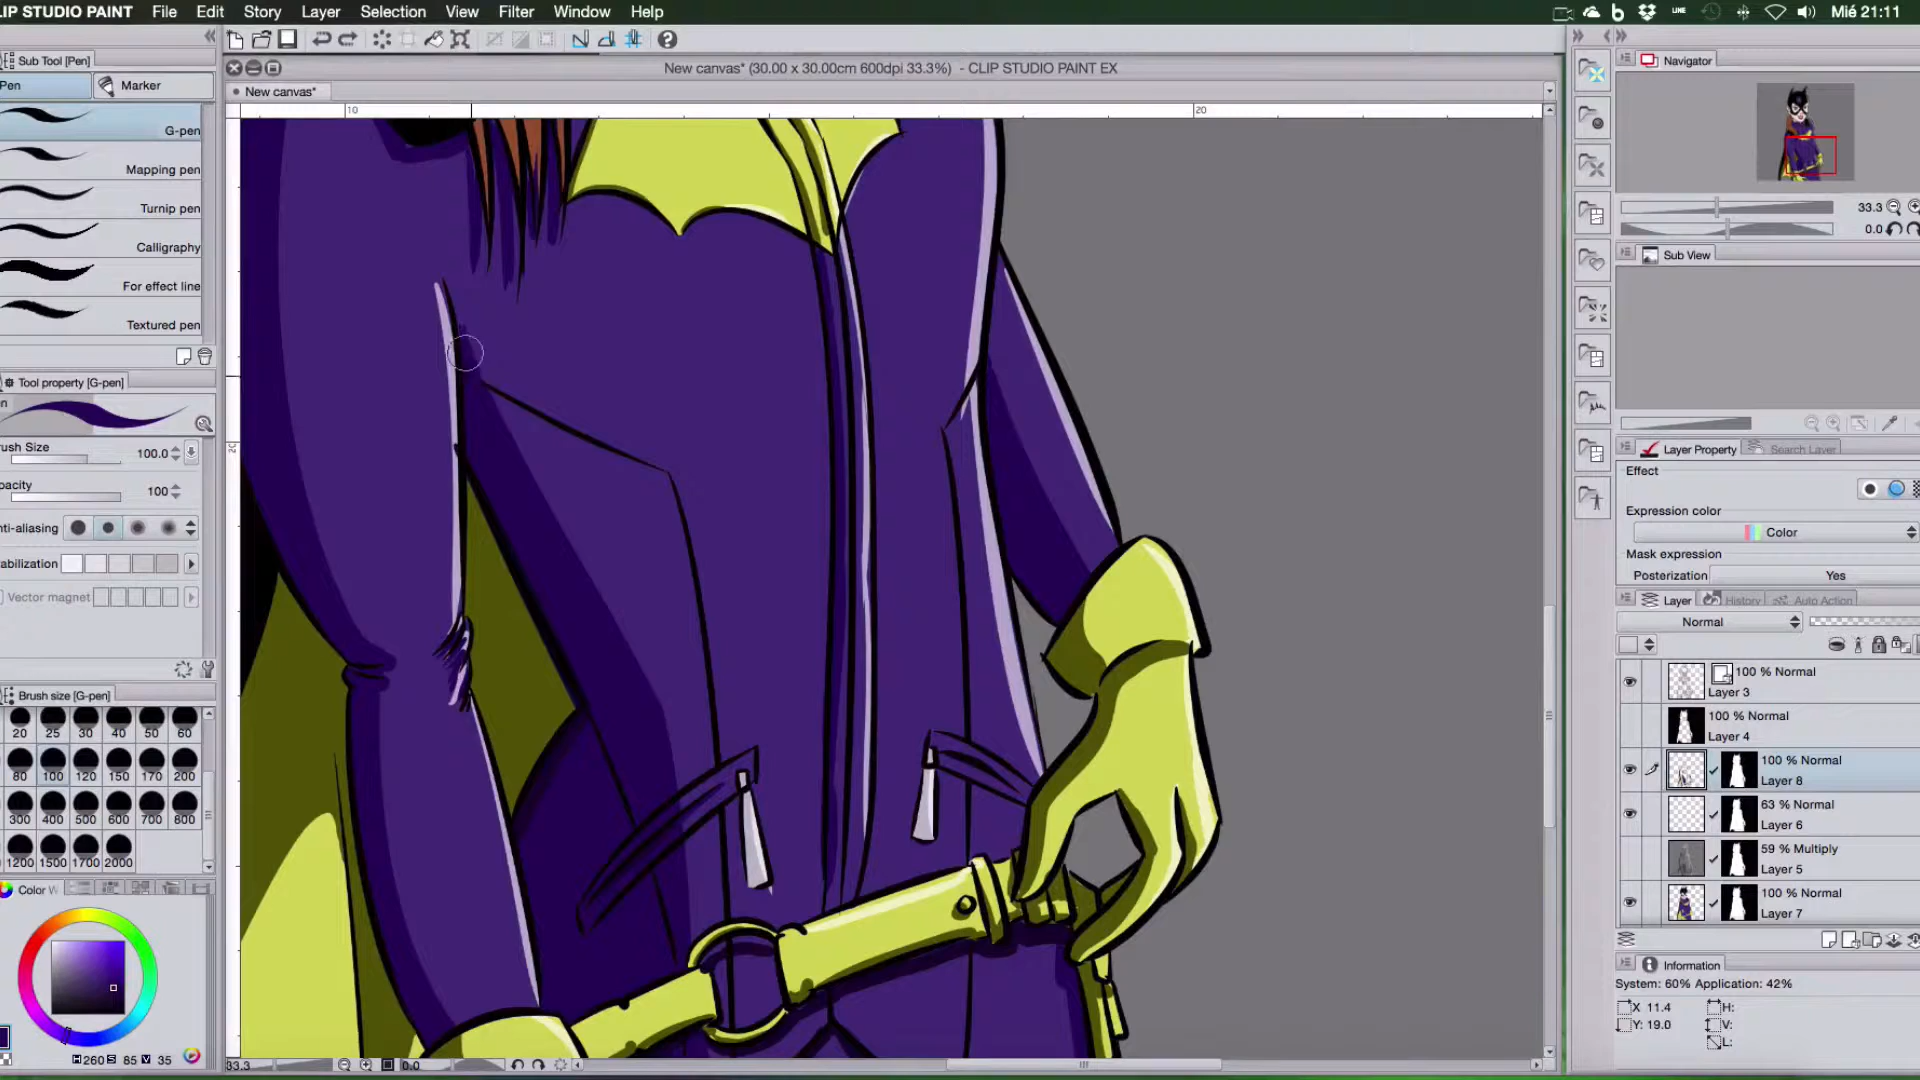 LIP STUDIO PAINT File Edit Story Layer Selection View Filter Window Help
LINE Mié 21:11
Sub Tool [Pen]
New canvas* (30.00 x 30.00cm 600dpi 33.3%) - CLIP STUDIO PAINT EX
Navigator
Pen Marker
New canvas*
10 20
G-pen
Mapping pen
Turnip pen
Calligraphy
For effect line
Textured pen
33.3
0.0
Sub View
Tool property [G-pen]
rush Size 100.0
pacity 100
nti-aliasing
abilization
Vector magnet
Layer Property Search Layer
Effect
Expression color
Color
Mask expression
Posterization Yes
Layer History Auto Action
Normal
100 % Normal
Layer 3
100 % Normal
Layer 4
100 % Normal
Layer 8
63 % Normal
Layer 6
59 % Multiply
Layer 5
100 % Normal
Layer 7
Brush size [G-pen]
20 25 30 40 50 60
80 100 120 150 170 200
300 400 500 600 700 800
1200 1500 1700 2000
Color W
H 260 S 85 V 35
33.3 0.0
Information
System: 60% Application: 42%
X 11.4 H:
Y: 19.0 V:
L: